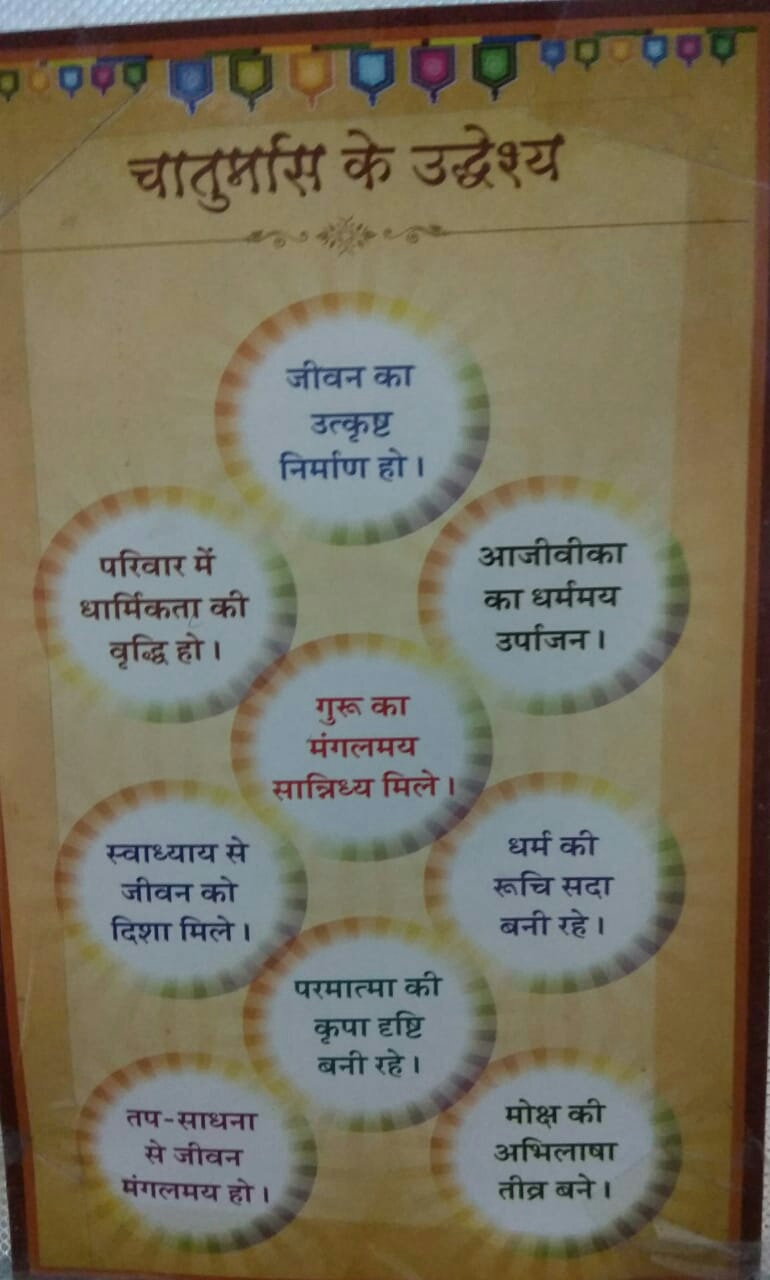 चातुर्मास के उद्धेश्य
जीवन का
उत्कृष्ट
निर्माण हो।
परिवार में
धार्मिकता की
वृद्धि हो।
आजीवीका
का धर्ममय
उर्पाजन।
गुरू का
मंगलमय
सान्निध्य मिले।
स्वाध्याय से
जीवन को
दिशा मिले।
धर्म की
रूचि सदा
बनी रहे।
परमात्मा की
कृपा दृष्टि
बनी रहे।
तप-साधना
से जीवन
मंगलमय हो।
मोक्ष की
अभिलाषा
तीव्र बने।